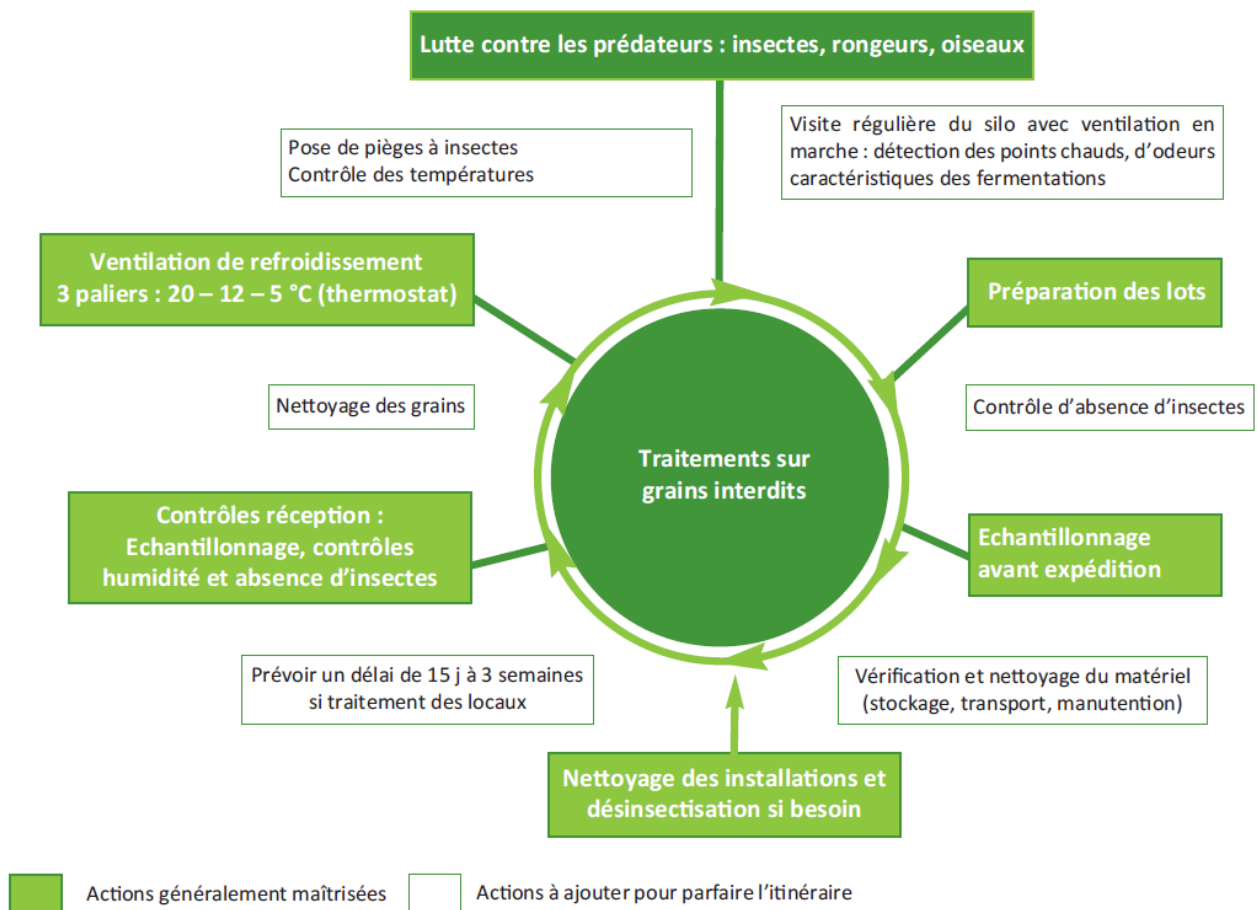 Lutte contre les prédateurs : insectes, rongeurs, oiseaux
Pose de pièges à insectes
Contrôle des températures
Visite régulière du silo avec ventilation en
marche : détection des points chauds, d'odeurs
caractéristiques des fermentations
Ventilation de refroidissement
3 paliers : 20 – 12 – 5 °C (thermostat)
Préparation des lots
Nettoyage des grains
Contrôle d'absence d'insectes
Traitements sur
grains interdits
Contrôles réception :
Echantillonnage, contrôles
humidité et absence d'insectes
Echantillonnage
avant expédition
Prévoir un délai de 15 j à 3 semaines
si traitement des locaux
Vérification et nettoyage du matériel
(stockage, transport, manutention)
Nettoyage des installations et
désinsectisation si besoin
Actions généralement maîtrisées
Actions à ajouter pour parfaire l'itinéraire